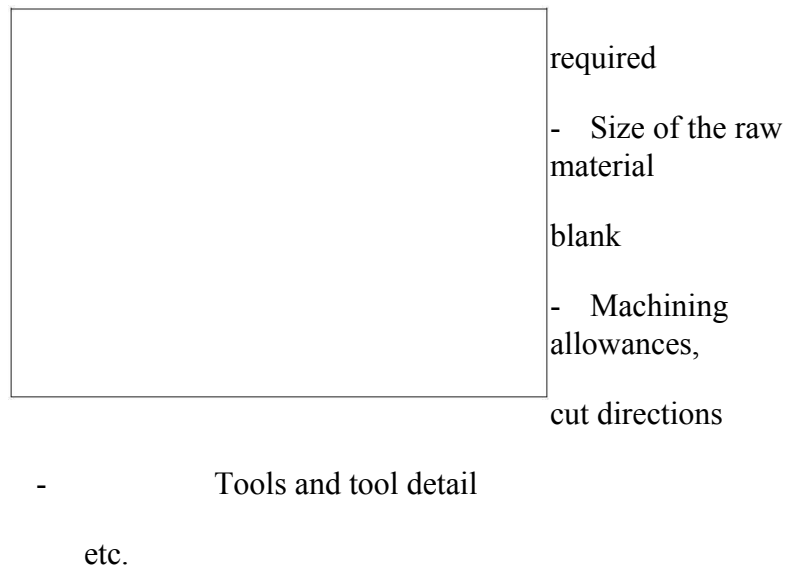 required
- Size of the raw
material
blank
- Machining
allowances,
cut directions
- Tools and tool detail
etc.